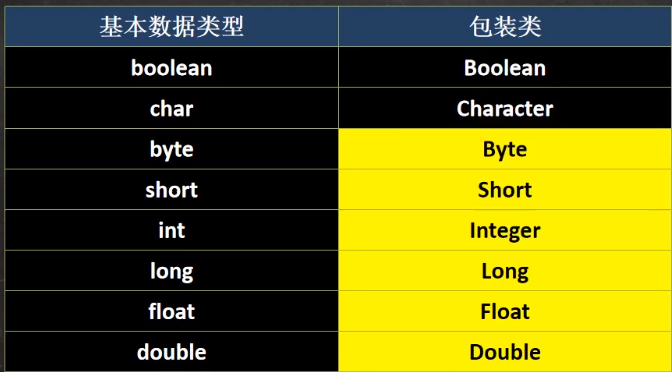 基本数据类型 包装类
boolean Boolean
char Character
byte Byte
short Short
int Integer
long Long
float Float
double Double